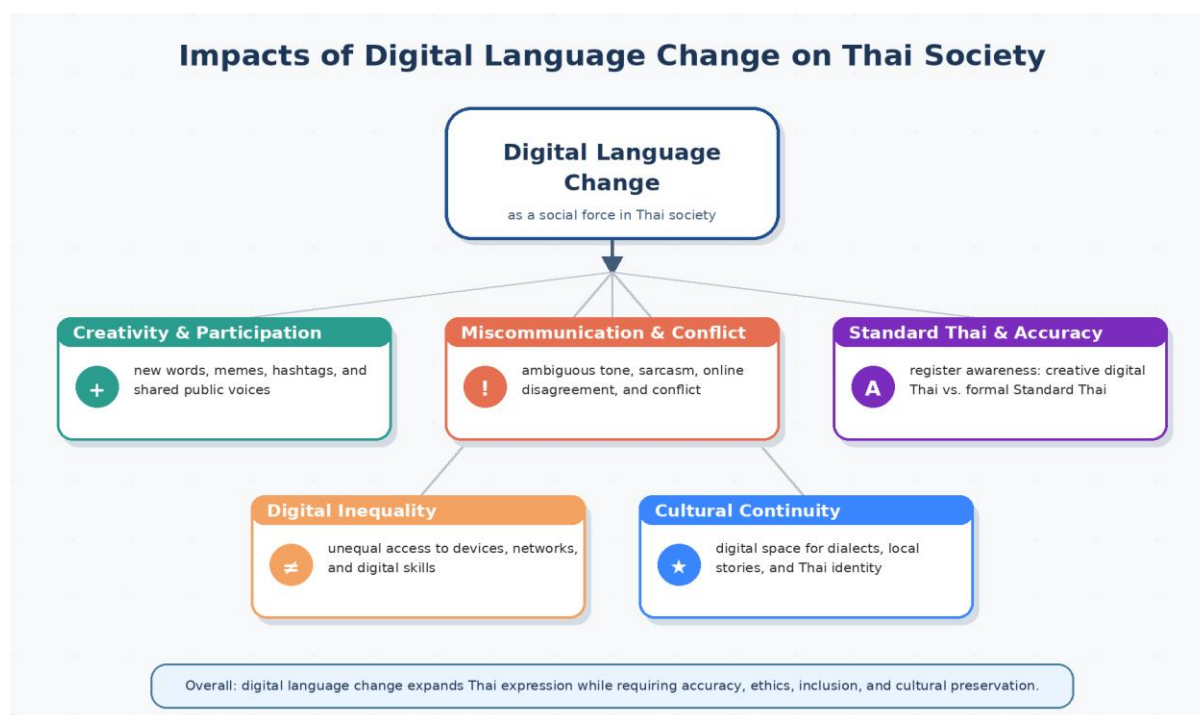 Impacts of Digital Language Change on Thai Society
Digital Language
Change
as a social force in Thai society
Creativity & Participation
+
new words, memes, hashtags, and
shared public voices
Miscommunication & Conflict
!
ambiguous tone, sarcasm, online
disagreement, and conflict
Standard Thai & Accuracy
A
register awareness: creative digital
Thai vs. formal Standard Thai
Digital Inequality
≠
unequal access to devices, networks,
and digital skills
Cultural Continuity
★
digital space for dialects, local
stories, and Thai identity
Overall: digital language change expands Thai expression while requiring accuracy, ethics, inclusion, and cultural preservation.